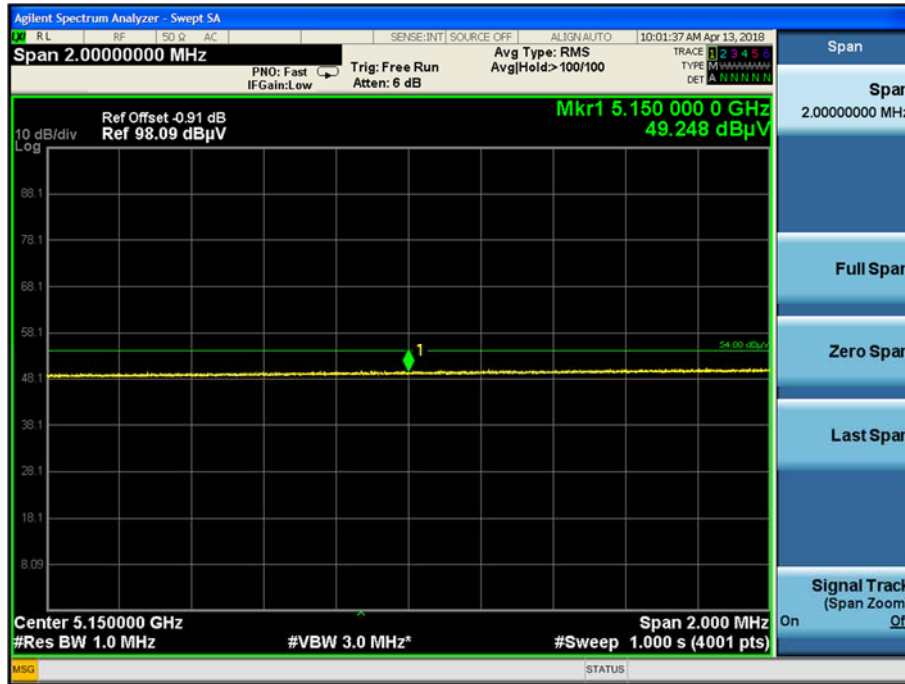 Agilent Spectrum Analyzer - Swept SA
LXI RL RF 50 Ω AC SENSE:INT SOURCE OFF ALIGN AUTO 10:01:37 AM Apr 13, 2018
Span 2.00000000 MHz
PNO: Fast
IFGain:Low
Trig: Free Run
Atten: 6 dB
Avg Type: RMS
Avg|Hold:> 100/100
TRACE 1 2 3 4 5 6
TYPE M
DET A N N N N N
Mkr1 5.150 000 0 GHz
49.248 dBµV
Ref Offset -0.91 dB
10 dB/div Ref 98.09 dBµV
Log
88.1
78.1
68.1
58.1
54.00 dBµV
1
48.1
38.1
28.1
18.1
8.09
Center 5.150000 GHz Span 2.000 MHz
#Res BW 1.0 MHz #VBW 3.0 MHz* #Sweep 1.000 s (4001 pts)
MSG STATUS
Span
Span
2.00000000 MHz
Full Span
Zero Span
Last Span
Signal Track
(Span Zoom
On Of